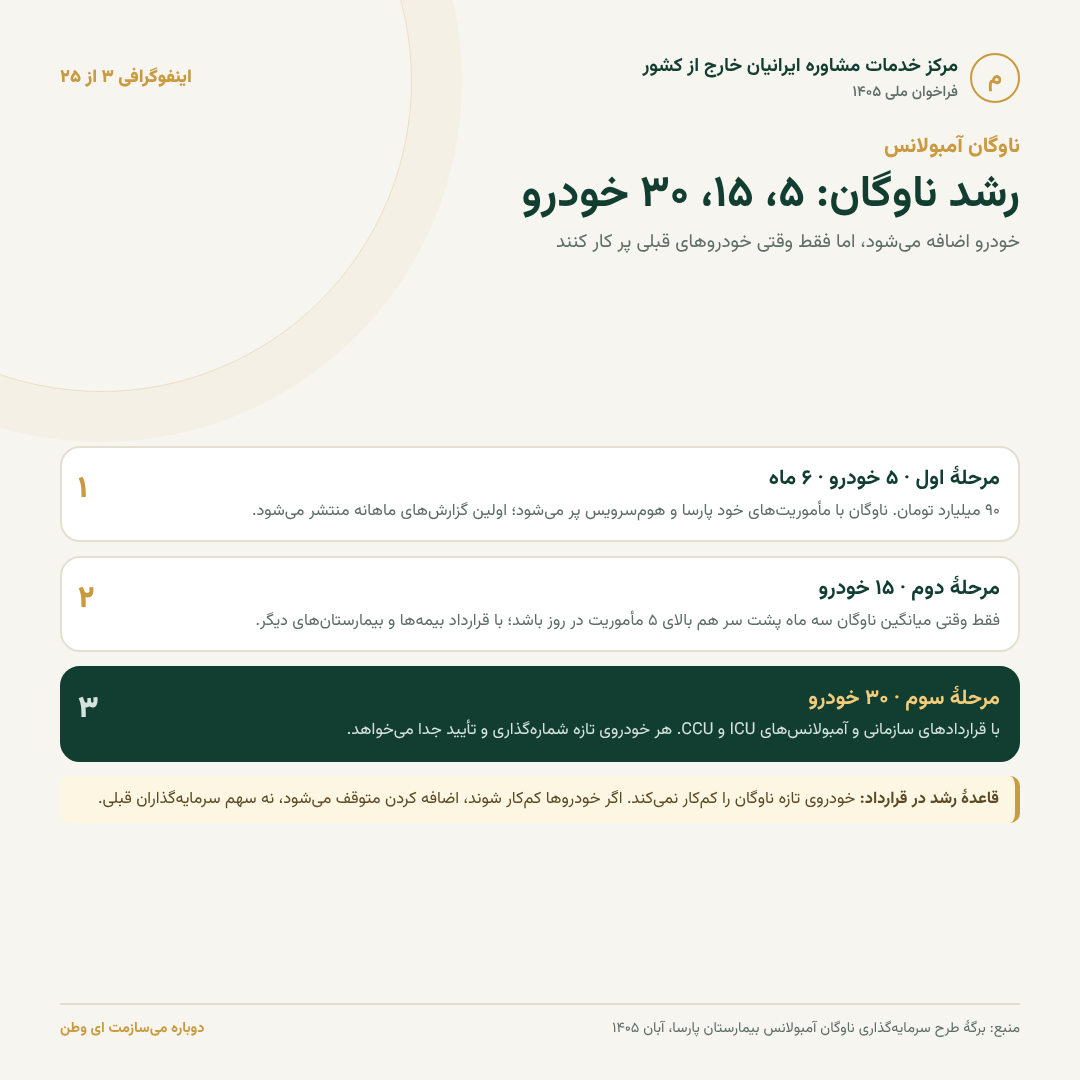 م
مرکز خدمات مشاوره ایرانیان خارج از کشور
فراخوان ملی ۱۴۰۵
اینفوگرافی ۳ از ۲۵
ناوگان آمبولانس
رشد ناوگان: ۵، ۱۵، ۳۰ خودرو
خودرو اضافه می‌شود، اما فقط وقتی خودروهای قبلی پر کار کنند
مرحلهٔ اول · ۵ خودرو · ۶ ماه
۹۰ میلیارد تومان. ناوگان با مأموریت‌های خود پارسا و هوم‌سرویس پر می‌شود؛ اولین گزارش‌های ماهانه منتشر می‌شود.
۱
مرحلهٔ دوم · ۱۵ خودرو
فقط وقتی میانگین ناوگان سه ماه پشت سر هم بالای ۵ مأموریت در روز باشد؛ با قرارداد بیمه‌ها و بیمارستان‌های دیگر.
۲
مرحلهٔ سوم · ۳۰ خودرو
با قراردادهای سازمانی و آمبولانس‌های ICU و CCU. هر خودروی تازه شماره‌گذاری و تأیید جدا می‌خواهد.
۳
قاعدهٔ رشد در قرارداد: خودروی تازه ناوگان را کم‌کار نمی‌کند. اگر خودروها کم‌کار شوند، اضافه کردن متوقف می‌شود، نه سهم سرمایه‌گذاران قبلی.
منبع: برگهٔ طرح سرمایه‌گذاری ناوگان آمبولانس بیمارستان پارسا، آبان ۱۴۰۵
دوباره می‌سازمت ای وطن